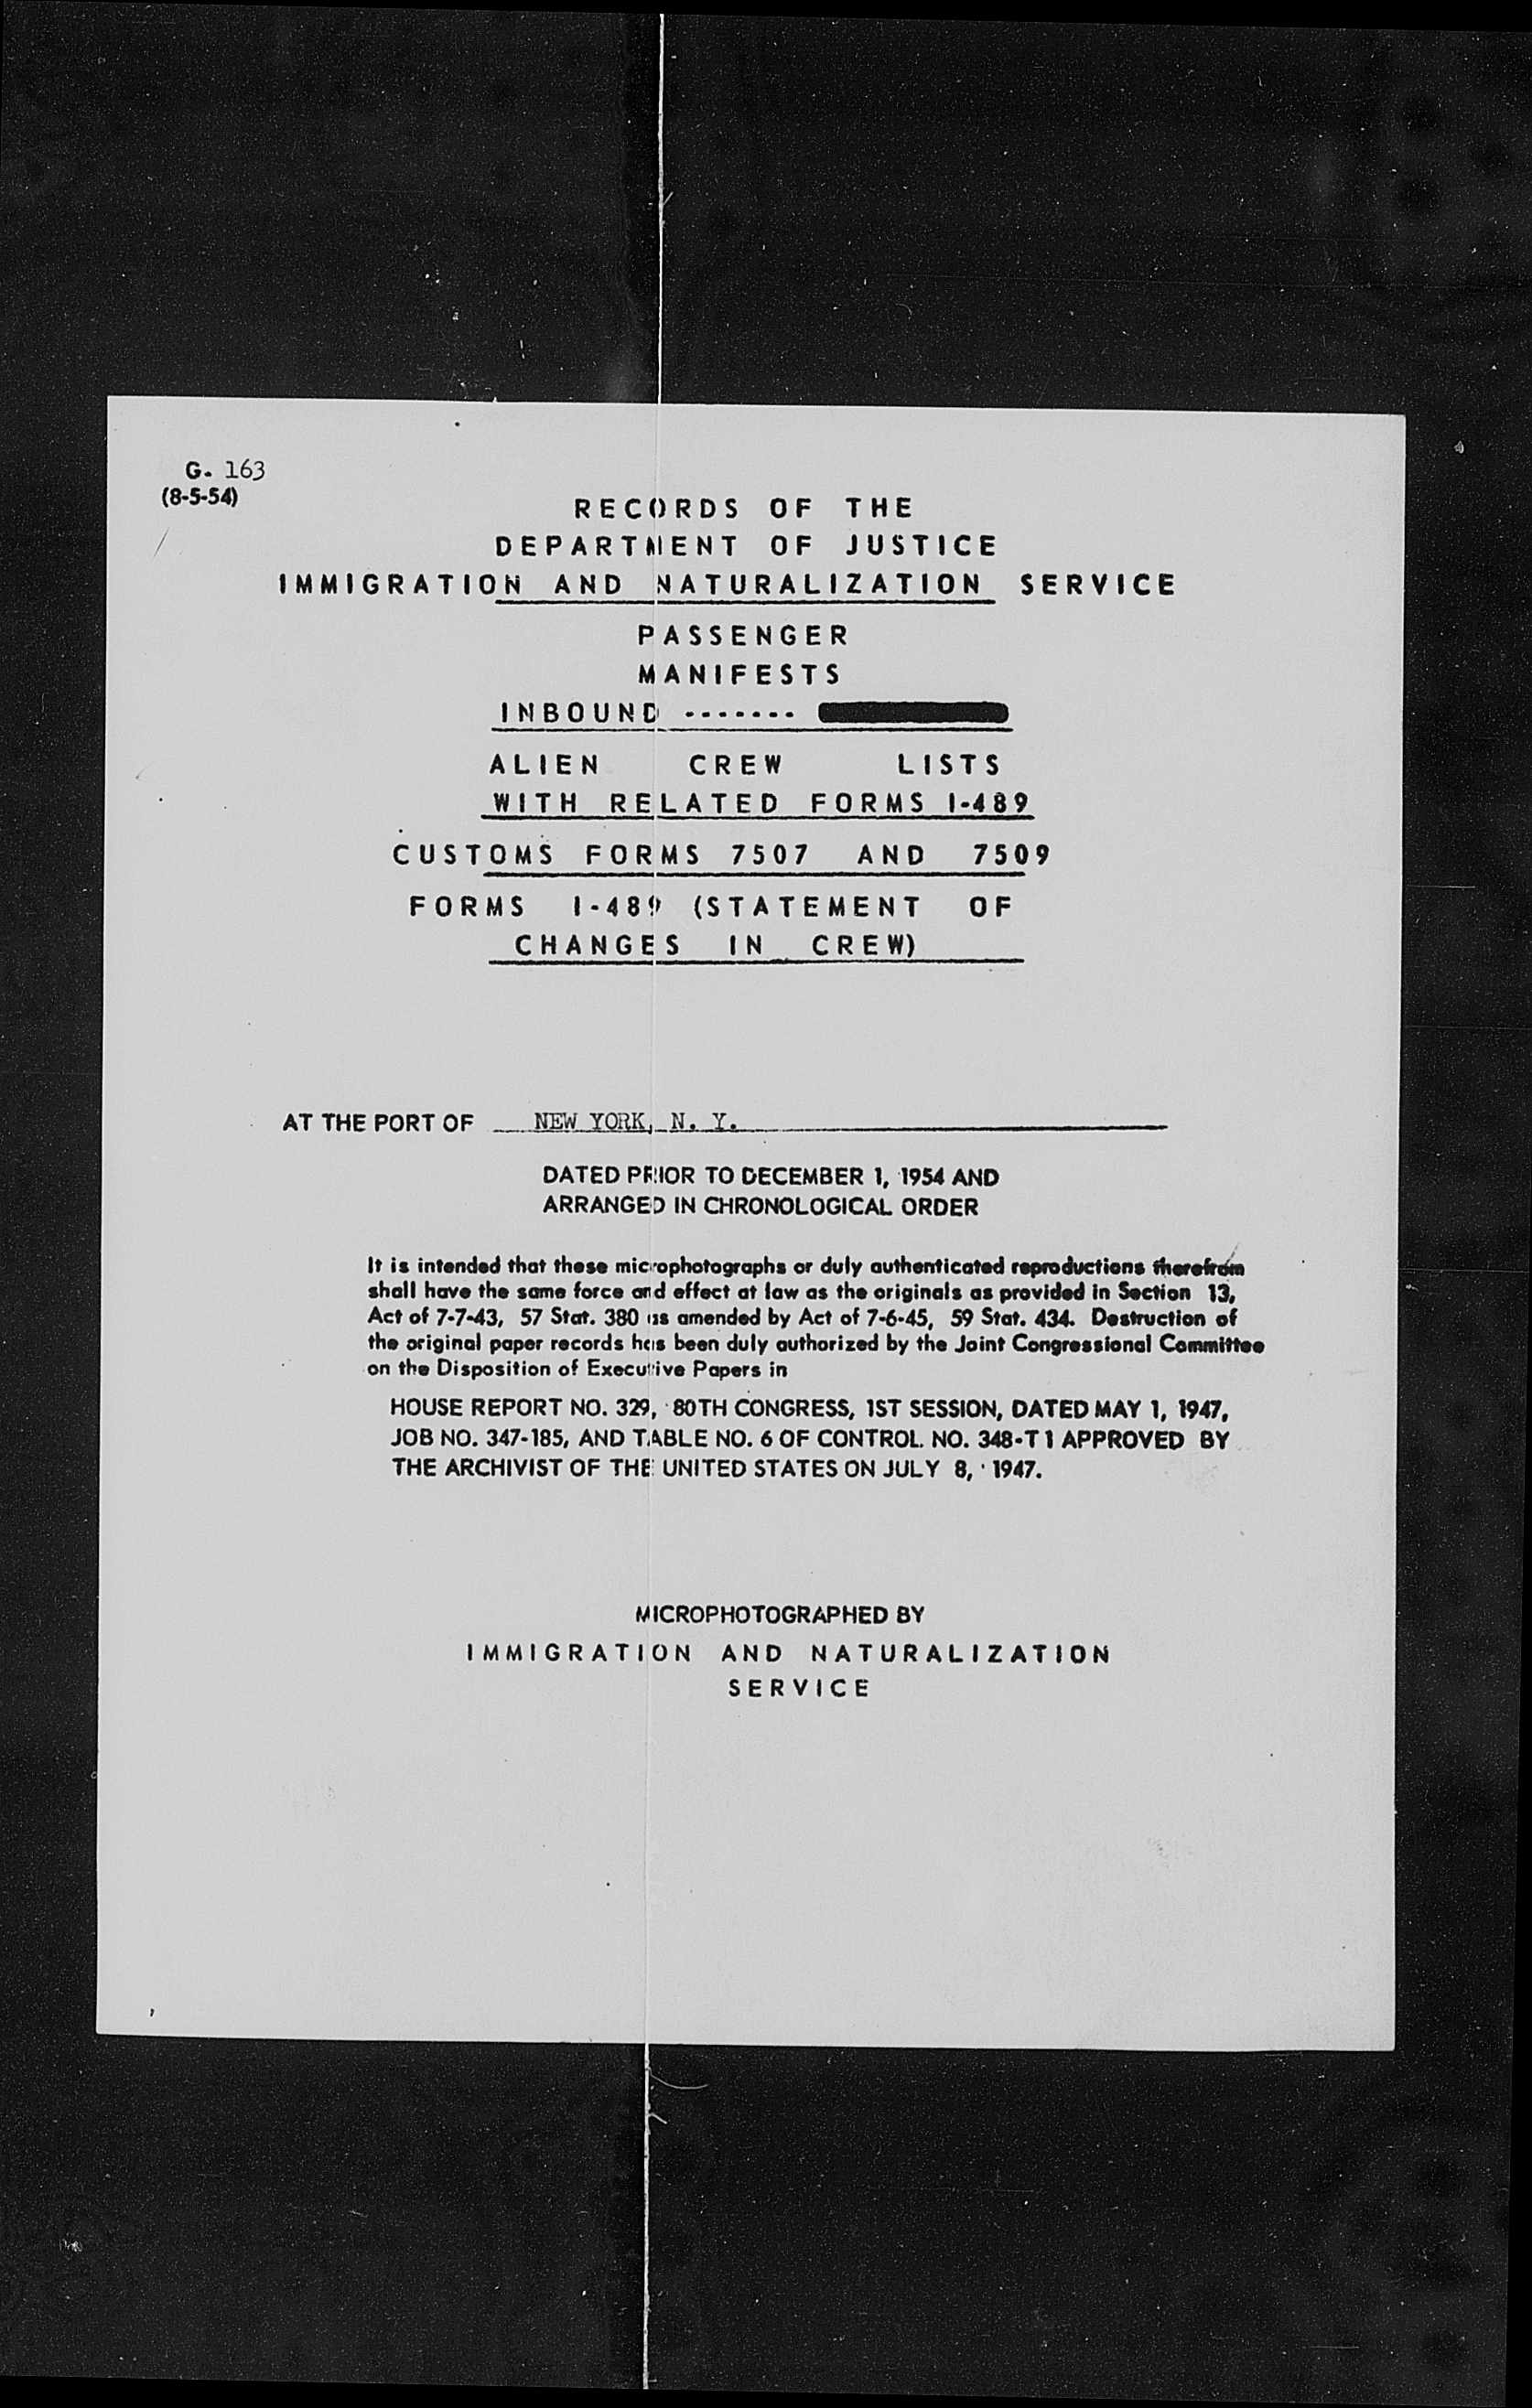 G. 163
(8-5-54)
RECORDS OF THE
DEPARTMENT OF JUSTICE
IMMIGRATION AND NATURALIZATION SERVICE
PASSENGER
MANIFESTS
INBOUND -------
ALIEN CREW LISTS
WITH RELATED FORMS I-489
CUSTOMS FORMS 7507 AND 7509
FORMS I-489 (STATEMENT OF
CHANGES IN CREW)
AT THE PORT OF NEW YORK, N. Y.
DATED PRIOR TO DECEMBER 1, 1954 AND
ARRANGED IN CHRONOLOGICAL ORDER
It is intended that these microphotographs or duly authenticated reproductions therefrom
shall have the same force and effect at law as the originals as provided in Section 13,
Act of 7-7-43, 57 Stat. 380 as amended by Act of 7-6-45, 59 Stat. 434. Destruction of
the original paper records has been duly authorized by the Joint Congressional Committee
on the Disposition of Executive Papers in
HOUSE REPORT NO. 329, 80TH CONGRESS, 1ST SESSION, DATED MAY 1, 1947,
JOB NO. 347-185, AND TABLE NO. 6 OF CONTROL NO. 348-T1 APPROVED BY
THE ARCHIVIST OF THE UNITED STATES ON JULY 8, 1947.
MICROPHOTOGRAPHED BY
IMMIGRATION AND NATURALIZATION
SERVICE